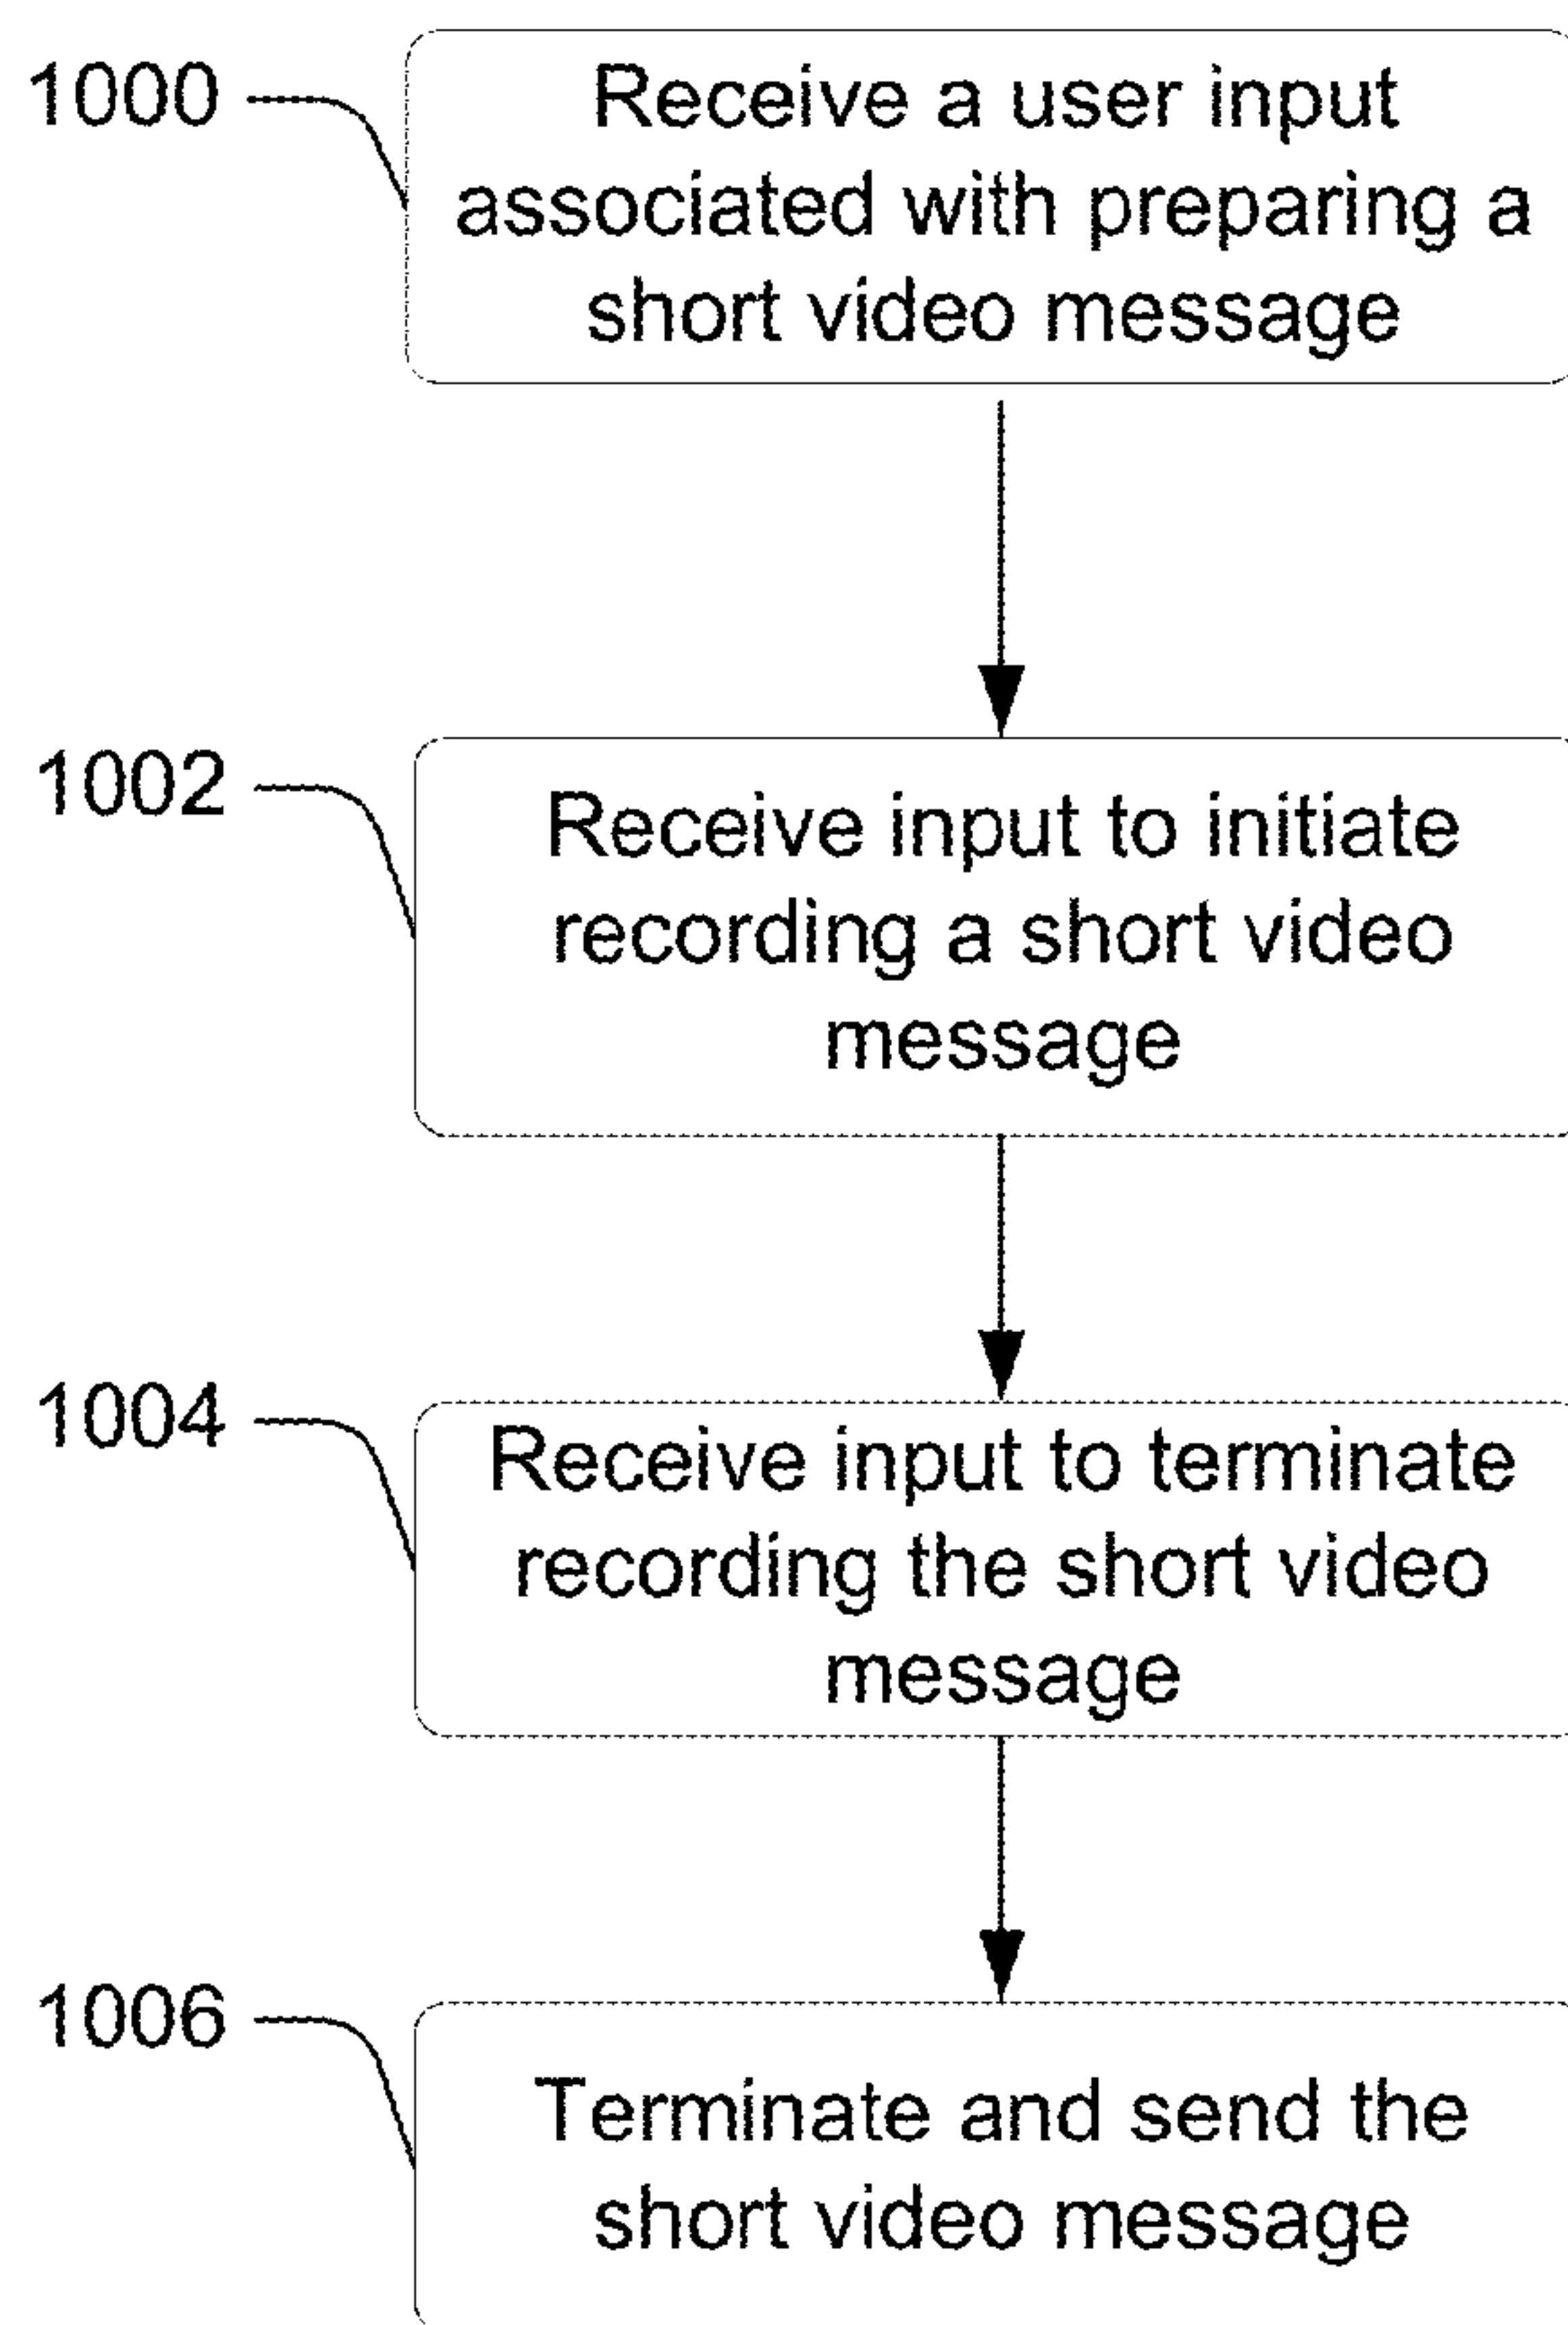 1000
Receive a user input
associated with preparing a
short video message
1002
Receive input to initiate
recording a short video
message
1004
Receive input to terminate
recording the short video
message
1006
Terminate and send the
short video message